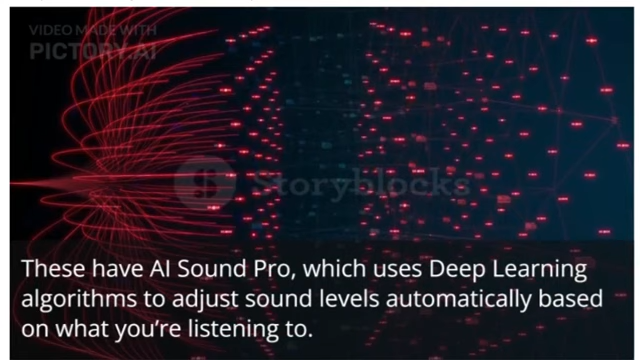 VIDEO MADE WITH
PICTORY.AI
Storyblocks
These have AI Sound Pro, which uses Deep Learning
algorithms to adjust sound levels automatically based
on what you’re listening to.